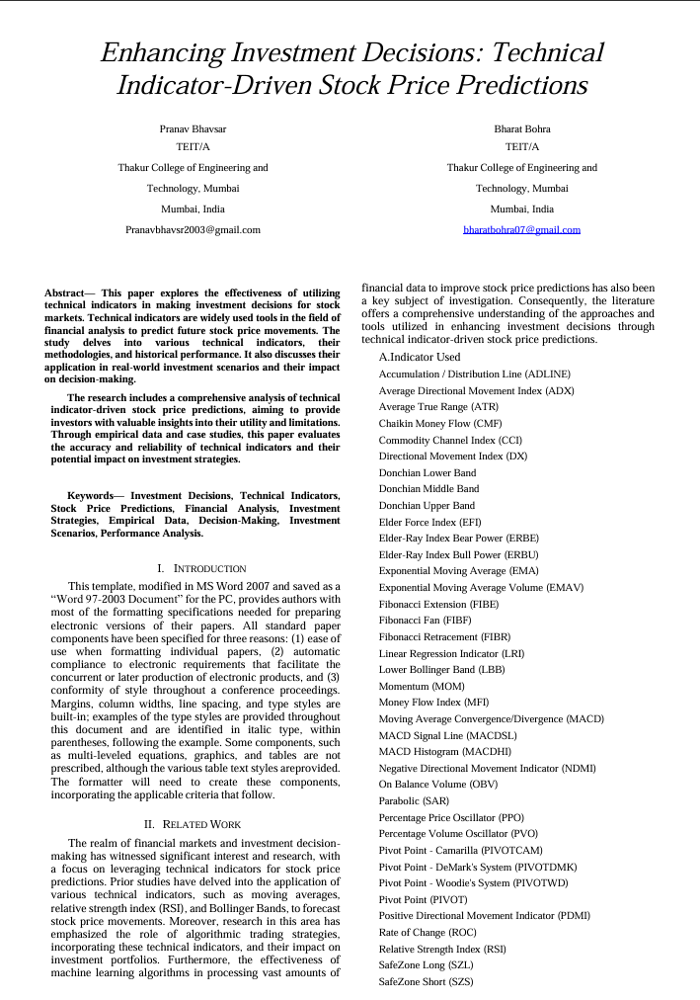 Enhancing Investment Decisions: Technical
Indicator-Driven Stock Price Predictions
Pranav Bhavsar
TEIT/A
Thakur College of Engineering and
Technology, Mumbai
Mumbai, India
Pranavbhavsr2003@gmail.com
Bharat Bohra
TEIT/A
Thakur College of Engineering and
Technology, Mumbai
Mumbai, India
bharatbohra07@gmail.com
Abstract— This paper explores the effectiveness of utilizing
technical indicators in making investment decisions for stock
markets. Technical indicators are widely used tools in the field of
financial analysis to predict future stock price movements. The
study delves into various technical indicators, their
methodologies, and historical performance. It also discusses their
application in real-world investment scenarios and their impact
on decision-making.
The research includes a comprehensive analysis of technical
indicator-driven stock price predictions, aiming to provide
investors with valuable insights into their utility and limitations.
Through empirical data and case studies, this paper evaluates
the accuracy and reliability of technical indicators and their
potential impact on investment strategies.
Keywords— Investment Decisions, Technical Indicators,
Stock Price Predictions, Financial Analysis, Investment
Strategies, Empirical Data, Decision-Making, Investment
Scenarios, Performance Analysis.
I. INTRODUCTION
This template, modified in MS Word 2007 and saved as a
“Word 97-2003 Document” for the PC, provides authors with
most of the formatting specifications needed for preparing
electronic versions of their papers. All standard paper
components have been specified for three reasons: (1) ease of
use when formatting individual papers, (2) automatic
compliance to electronic requirements that facilitate the
concurrent or later production of electronic products, and (3)
conformity of style throughout a conference proceedings.
Margins, column widths, line spacing, and type styles are
built-in; examples of the type styles are provided throughout
this document and are identified in italic type, within
parentheses, following the example. Some components, such
as multi-leveled equations, graphics, and tables are not
prescribed, although the various table text styles areprovided.
The formatter will need to create these components,
incorporating the applicable criteria that follow.
II. RELATED WORK
The realm of financial markets and investment decision-
making has witnessed significant interest and research, with
a focus on leveraging technical indicators for stock price
predictions. Prior studies have delved into the application of
various technical indicators, such as moving averages,
relative strength index (RSI), and Bollinger Bands, to forecast
stock price movements. Moreover, research in this area has
emphasized the role of algorithmic trading strategies,
incorporating these technical indicators, and their impact on
investment portfolios. Furthermore, the effectiveness of
machine learning algorithms in processing vast amounts of
financial data to improve stock price predictions has also been
a key subject of investigation. Consequently, the literature
offers a comprehensive understanding of the approaches and
tools utilized in enhancing investment decisions through
technical indicator-driven stock price predictions.
A.Indicator Used
Accumulation / Distribution Line (ADLINE)
Average Directional Movement Index (ADX)
Average True Range (ATR)
Chaikin Money Flow (CMF)
Commodity Channel Index (CCI)
Directional Movement Index (DX)
Donchian Lower Band
Donchian Middle Band
Donchian Upper Band
Elder Force Index (EFI)
Elder-Ray Index Bear Power (ERBE)
Elder-Ray Index Bull Power (ERBU)
Exponential Moving Average (EMA)
Exponential Moving Average Volume (EMAV)
Fibonacci Extension (FIBE)
Fibonacci Fan (FIBF)
Fibonacci Retracement (FIBR)
Linear Regression Indicator (LRI)
Lower Bollinger Band (LBB)
Momentum (MOM)
Money Flow Index (MFI)
Moving Average Convergence/Divergence (MACD)
MACD Signal Line (MACDSL)
MACD Histogram (MACDHI)
Negative Directional Movement Indicator (NDMI)
On Balance Volume (OBV)
Parabolic (SAR)
Percentage Price Oscillator (PPO)
Percentage Volume Oscillator (PVO)
Pivot Point - Camarilla (PIVOTCAM)
Pivot Point - DeMark's System (PIVOTDMK)
Pivot Point - Woodie's System (PIVOTWD)
Pivot Point (PIVOT)
Positive Directional Movement Indicator (PDMI)
Rate of Change (ROC)
Relative Strength Index (RSI)
SafeZone Long (SZL)
SafeZone Short (SZS)